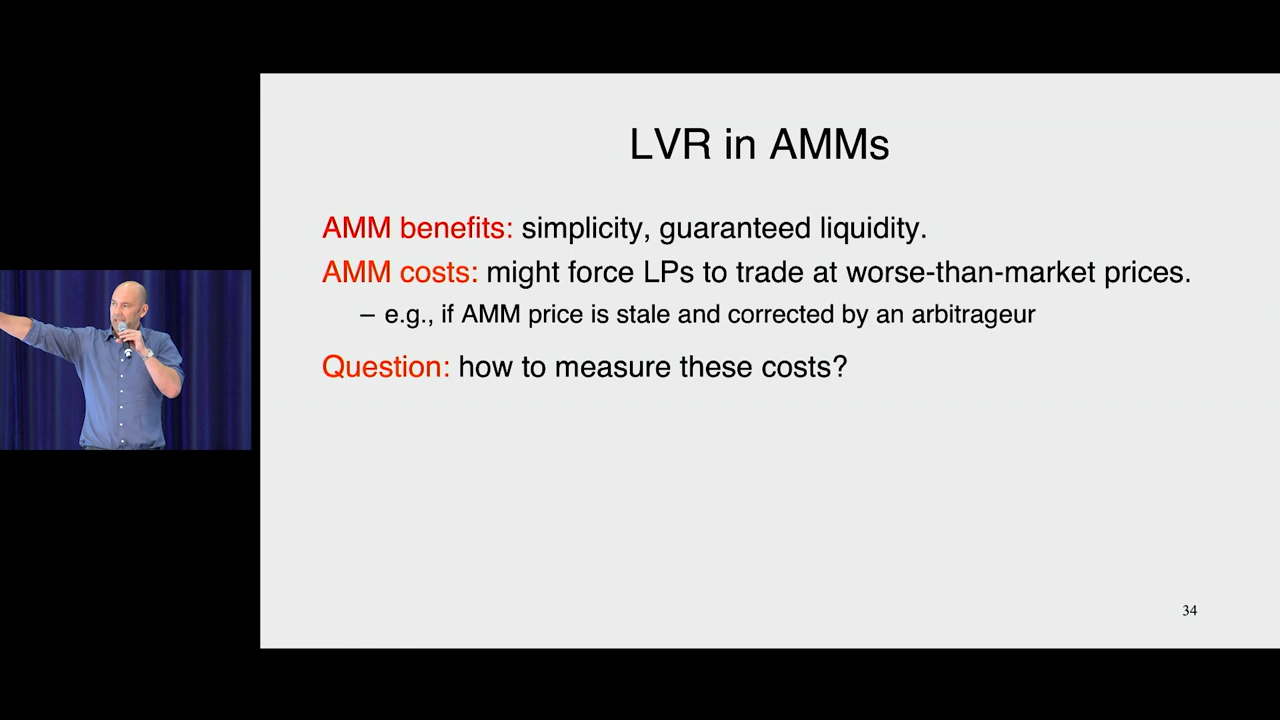 LVR in AMMs
AMM benefits: simplicity, guaranteed liquidity.
AMM costs: might force LPs to trade at worse-than-market prices.
– e.g., if AMM price is stale and corrected by an arbitrageur
Question: how to measure these costs?
34